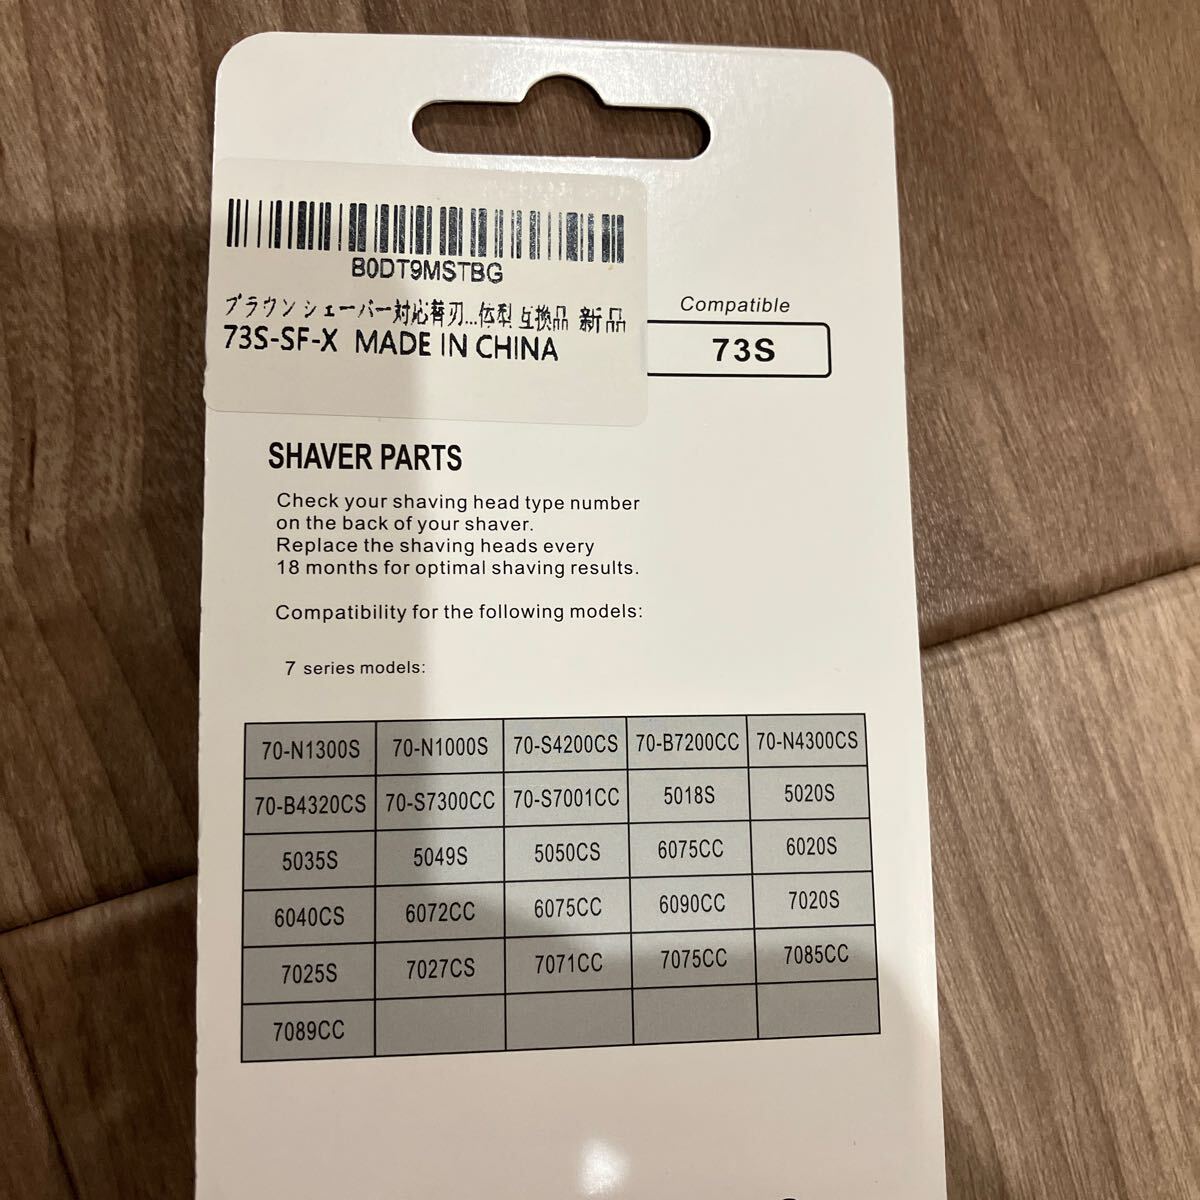 B0DT9MSTBG
ブラウン シェーバー対応替刃...体型 互換品 新品
73S-SF-X MADE IN CHINA
Compatible
73S
SHAVER PARTS
Check your shaving head type number
on the back of your shaver.
Replace the shaving heads every
18 months for optimal shaving results.
Compatibility for the following models:
7 series models:
70-N1300S 70-N1000S 70-S4200CS 70-B7200CC 70-N4300CS
70-B4320CS 70-S7300CC 70-S7001CC 5018S 5020S
5035S 5049S 5050CS 6075CC 6020S
6040CS 6072CC 6075CC 6090CC 7020S
7025S 7027CS 7071CC 7075CC 7085CC
7089CC